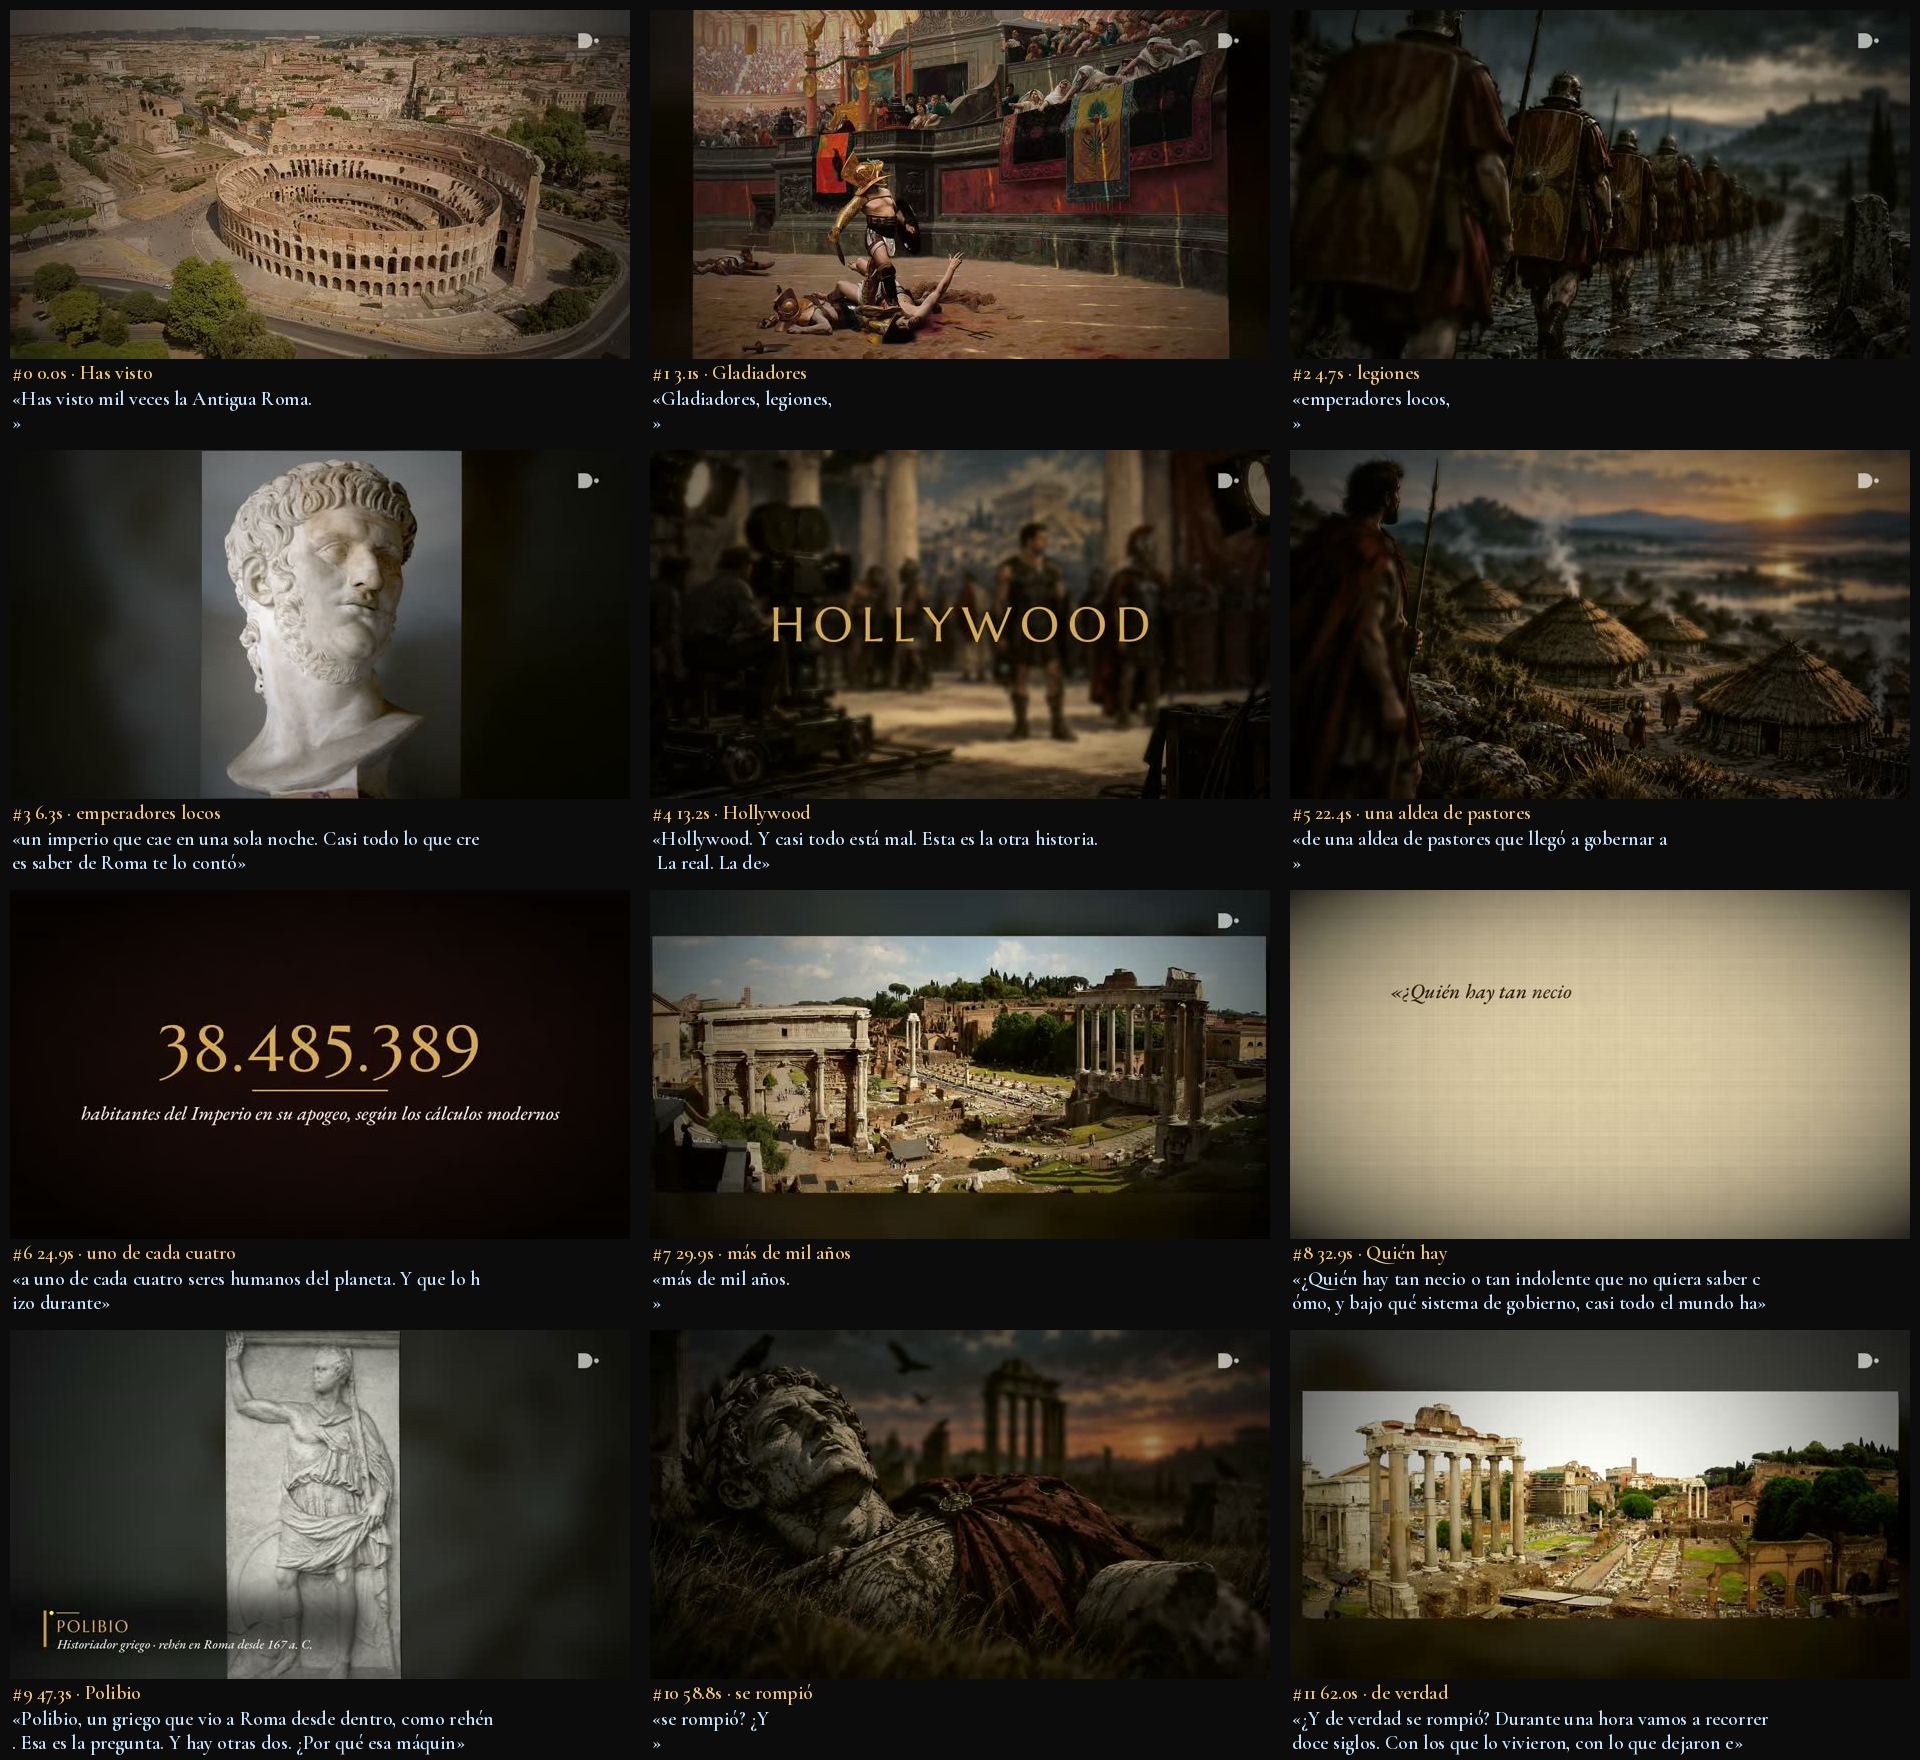 #0 0.0s · Has visto
«Has visto mil veces la Antigua Roma.
»
#1 3.1s · Gladiadores
«Gladiadores, legiones,
»
#2 4.7s · legiones
«emperadores locos,
»
#3 6.3s · emperadores locos
«un imperio que cae en una sola noche. Casi todo lo que cre
es saber de Roma te lo contó»
HOLLYWOOD
#4 13.2s · Hollywood
«Hollywood. Y casi todo está mal. Esta es la otra historia.
La real. La de»
#5 22.4s · una aldea de pastores
«de una aldea de pastores que llegó a gobernar a
»
38.485.389
habitantes del Imperio en su apogeo, según los cálculos modernos
#6 24.9s · uno de cada cuatro
«a uno de cada cuatro seres humanos del planeta. Y que lo h
izo durante»
#7 29.9s · más de mil años
«más de mil años.
»
«¿Quién hay tan necio
#8 32.9s · Quién hay
«¿Quién hay tan necio o tan indolente que no quiera saber c
ómo, y bajo qué sistema de gobierno, casi todo el mundo ha»
POLIBIO
Historiador griego · rehén en Roma desde 167 a. C.
#9 47.3s · Polibio
«Polibio, un griego que vio a Roma desde dentro, como rehén
. Esa es la pregunta. Y hay otras dos. ¿Por qué esa máquin»
#10 58.8s · se rompió
«se rompió? ¿Y
»
#11 62.0s · de verdad
«¿Y de verdad se rompió? Durante una hora vamos a recorrer
doce siglos. Con los que lo vivieron, con lo que dejaron e»